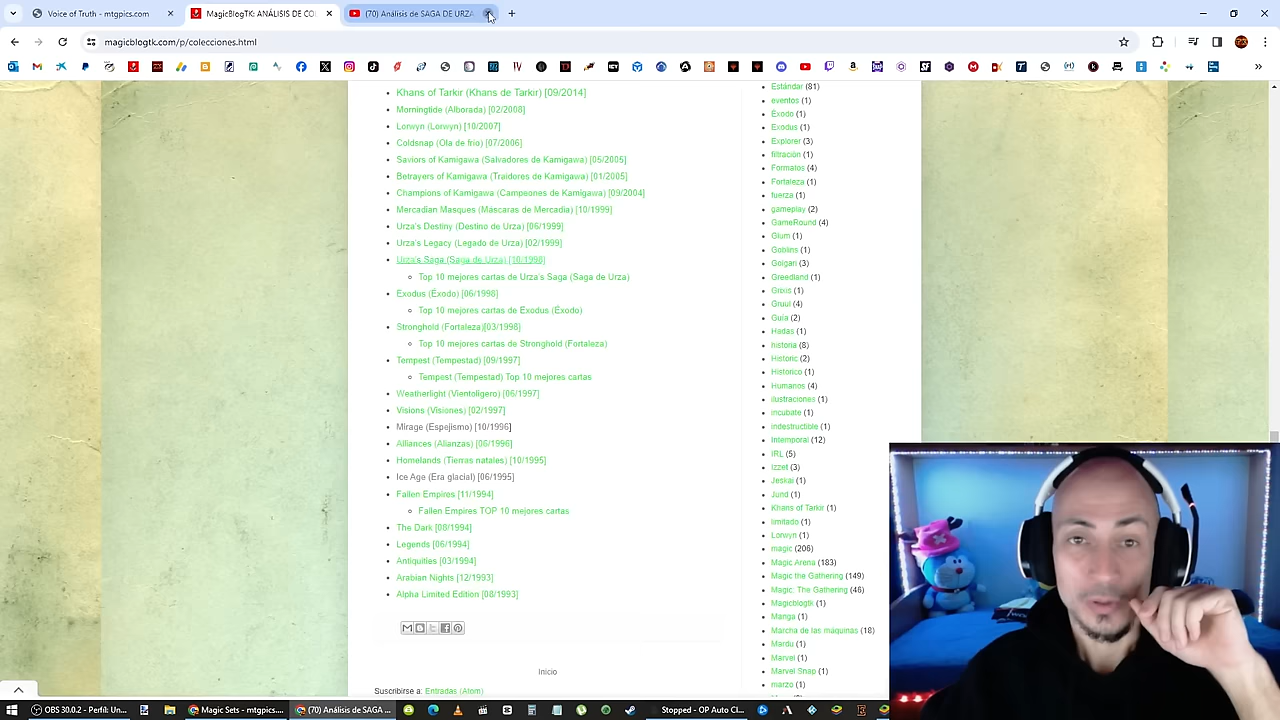 Voice of Truth - mtgpics.com
MagicBlogTK: ANÁLISIS DE COL
(70) Análisis de SAGA DE URZA
magicblogtk.com/p/colecciones.html
Khans of Tarkir (Khans de Tarkir) [09/2014]
Morningtide (Alborada) [02/2008]
Lorwyn (Lorwyn) [10/2007]
Coldsnap (Ola de frío) [07/2006]
Saviors of Kamigawa (Salvadores de Kamigawa) [05/2005]
Betrayers of Kamigawa (Traidores de Kamigawa) [01/2005]
Champions of Kamigawa (Campeones de Kamigawa) [09/2004]
Mercadian Masques (Máscaras de Mercadia) [10/1999]
Urza's Destiny (Destino de Urza) [06/1999]
Urza's Legacy (Legado de Urza) [02/1999]
Urza's Saga (Saga de Urza) [10/1998]
Top 10 mejores cartas de Urza's Saga (Saga de Urza)
Exodus (Éxodo) [06/1998]
Top 10 mejores cartas de Exodus (Éxodo)
Stronghold (Fortaleza)[03/1998]
Top 10 mejores cartas de Stronghold (Fortaleza)
Tempest (Tempestad) [09/1997]
Tempest (Tempestad) Top 10 mejores cartas
Weatherlight (Vientoligero) [06/1997]
Visions (Visiones) [02/1997]
Mirage (Espejismo) [10/1996]
Alliances (Alianzas) [06/1996]
Homelands (Tierras natales) [10/1995]
Ice Age (Era glacial) [06/1995]
Fallen Empires [11/1994]
Fallen Empires TOP 10 mejores cartas
The Dark [08/1994]
Legends [06/1994]
Antiquities [03/1994]
Arabian Nights [12/1993]
Alpha Limited Edition [08/1993]
Inicio
Suscribirse a: Entradas (Atom)
Estándar (81)
eventos (1)
Éxodo (1)
Exodus (1)
Explorer (3)
filtración (1)
Formatos (4)
Fortaleza (1)
fuerza (1)
gameplay (2)
GameRound (4)
Glum (1)
Goblins (1)
Golgari (3)
Greedland (1)
Grixis (1)
Gruul (4)
Guía (2)
Hadas (1)
historia (8)
Historic (2)
Historico (1)
Humanos (4)
ilustraciones (1)
incubate (1)
indestructible (1)
Intemporal (12)
IRL (5)
Izzet (3)
Jeskai (1)
Jund (1)
Khans of Tarkir (1)
limitado (1)
Lorwyn (1)
magic (206)
Magic Arena (183)
Magic the Gathering (149)
Magic: The Gathering (46)
Magicblogtk (1)
Manga (1)
Marcha de las máquinas (18)
Mardu (1)
Marvel (1)
Marvel Snap (1)
marzo (1)
Magic Sets - mtgpics...
(70) Análisis de SAGA ...
Stopped - OP Auto Cl...